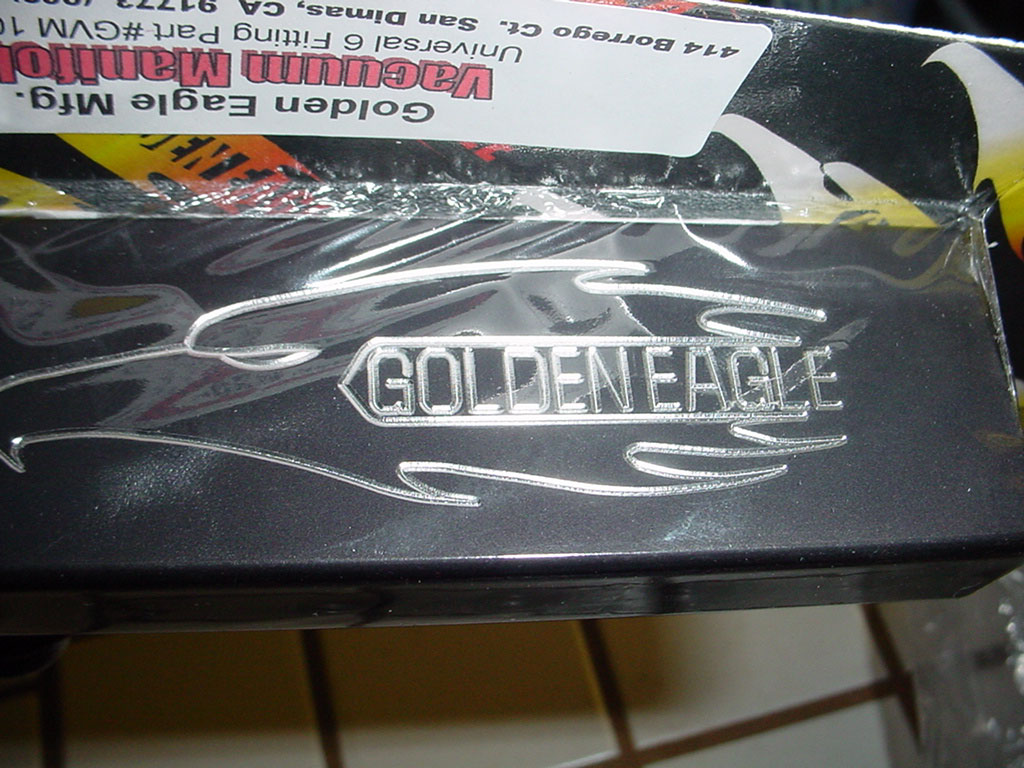 Golden Eagle Mfg.
Vacuum Manifol
Universal 6 Fitting Part #GVM 10
414 Borrego Ct. San Dimas, CA 91773
GOLDEN EAGLE